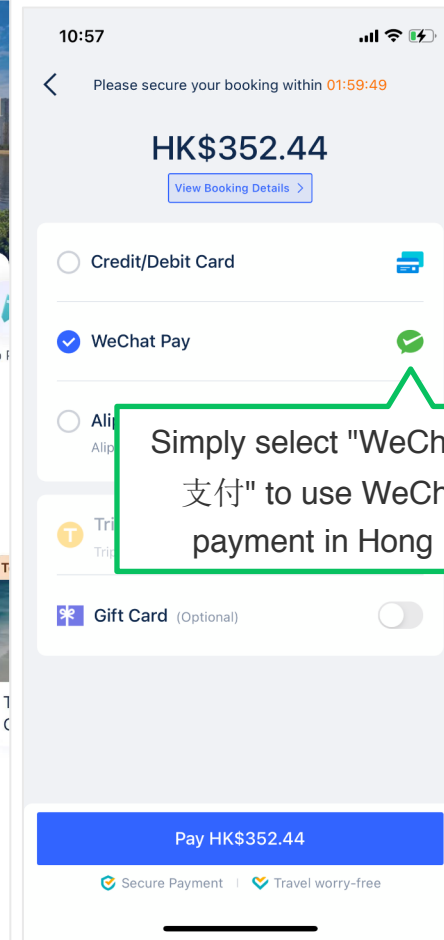 10:57
Please secure your booking within 01:59:49
HK$352.44
View Booking Details >
Credit/Debit Card
WeChat Pay
Simply select "WeCh
支付" to use WeCh
payment in Hong
Gift Card (Optional)
Pay HK$352.44
Secure Payment | Travel worry-free